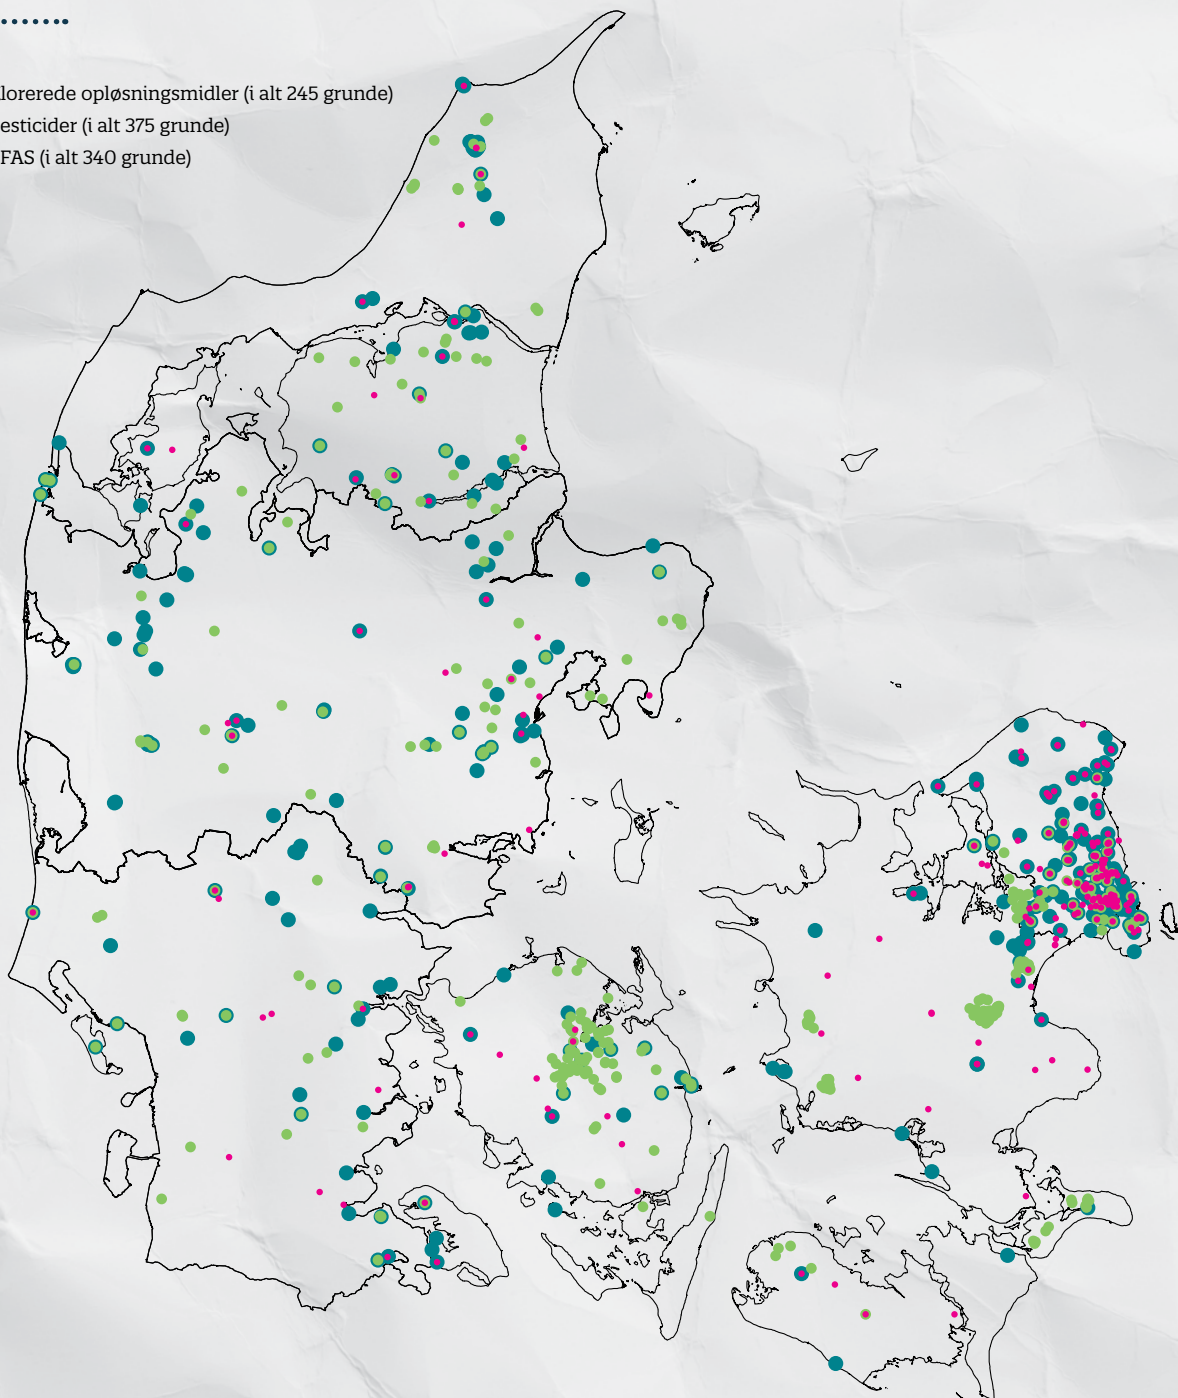 lorerede opløsningsmidler (i alt 245 grunde)
esticider (i alt 375 grunde)
FAS (i alt 340 grunde)